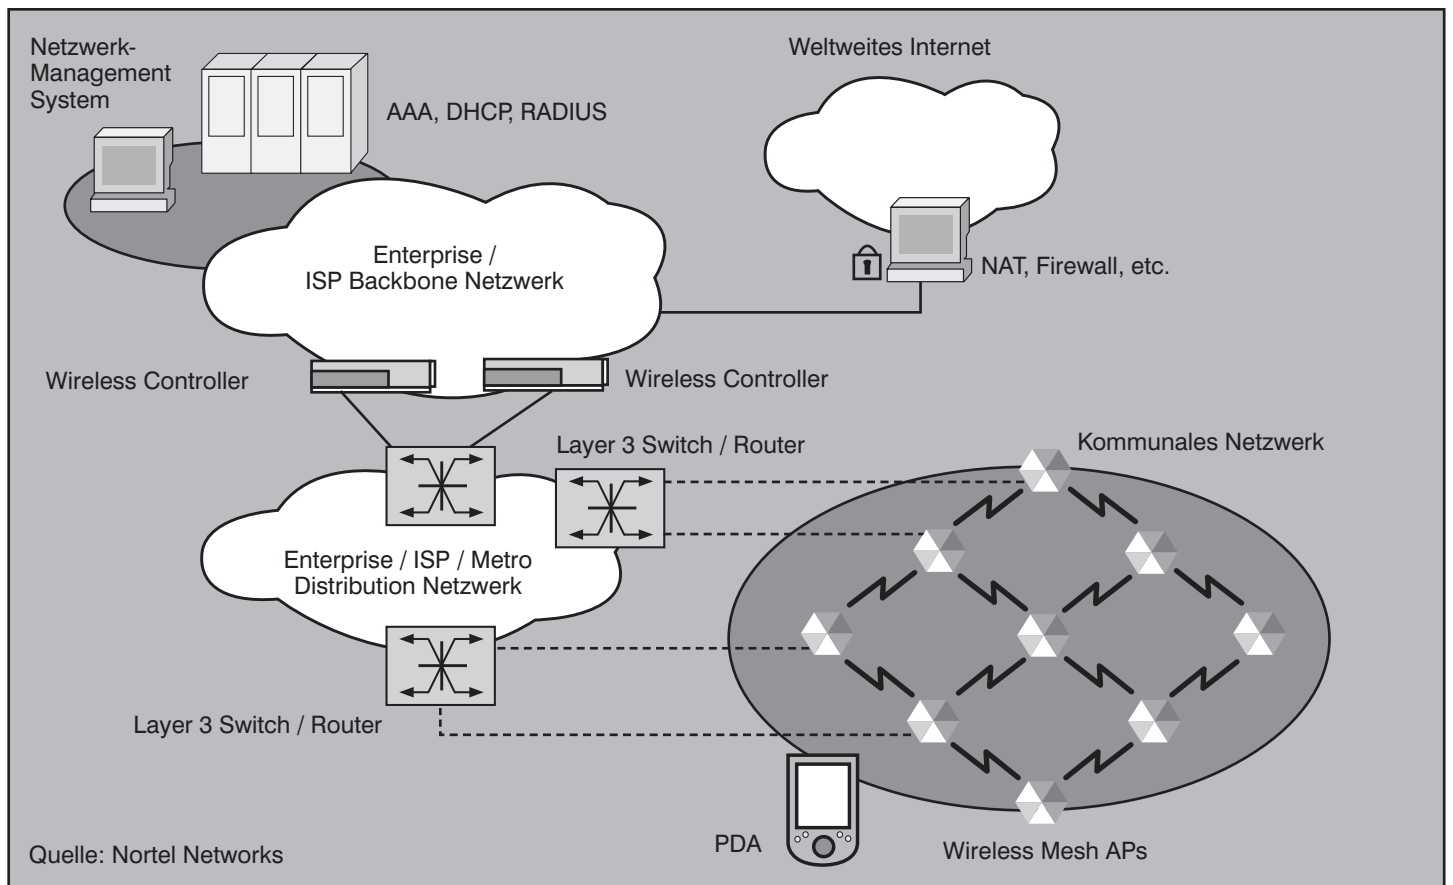 Netzwerk-
Management
System
AAA, DHCP, RADIUS
Weltweites Internet
Enterprise /
ISP Backbone Netzwerk
NAT, Firewall, etc.
Wireless Controller
Wireless Controller
Layer 3 Switch / Router
Kommunales Netzwerk
Enterprise / ISP / Metro
Distribution Netzwerk
Layer 3 Switch / Router
PDA
Wireless Mesh APs
Quelle: Nortel Networks